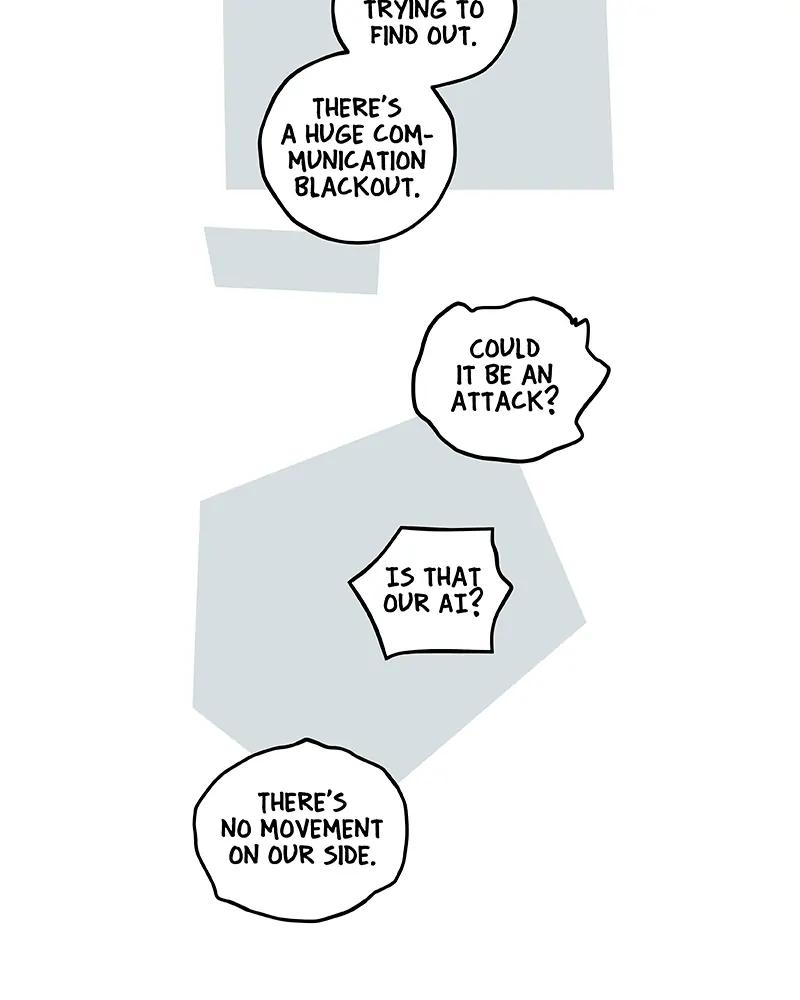 TRYING TO
FIND OUT.
THERE'S
A HUGE COM-
MUNICATION
BLACKOUT.
COULD
IT BE AN
ATTACK?
IS THAT
OUR AI?
THERE'S
NO MOVEMENT
ON OUR SIDE.